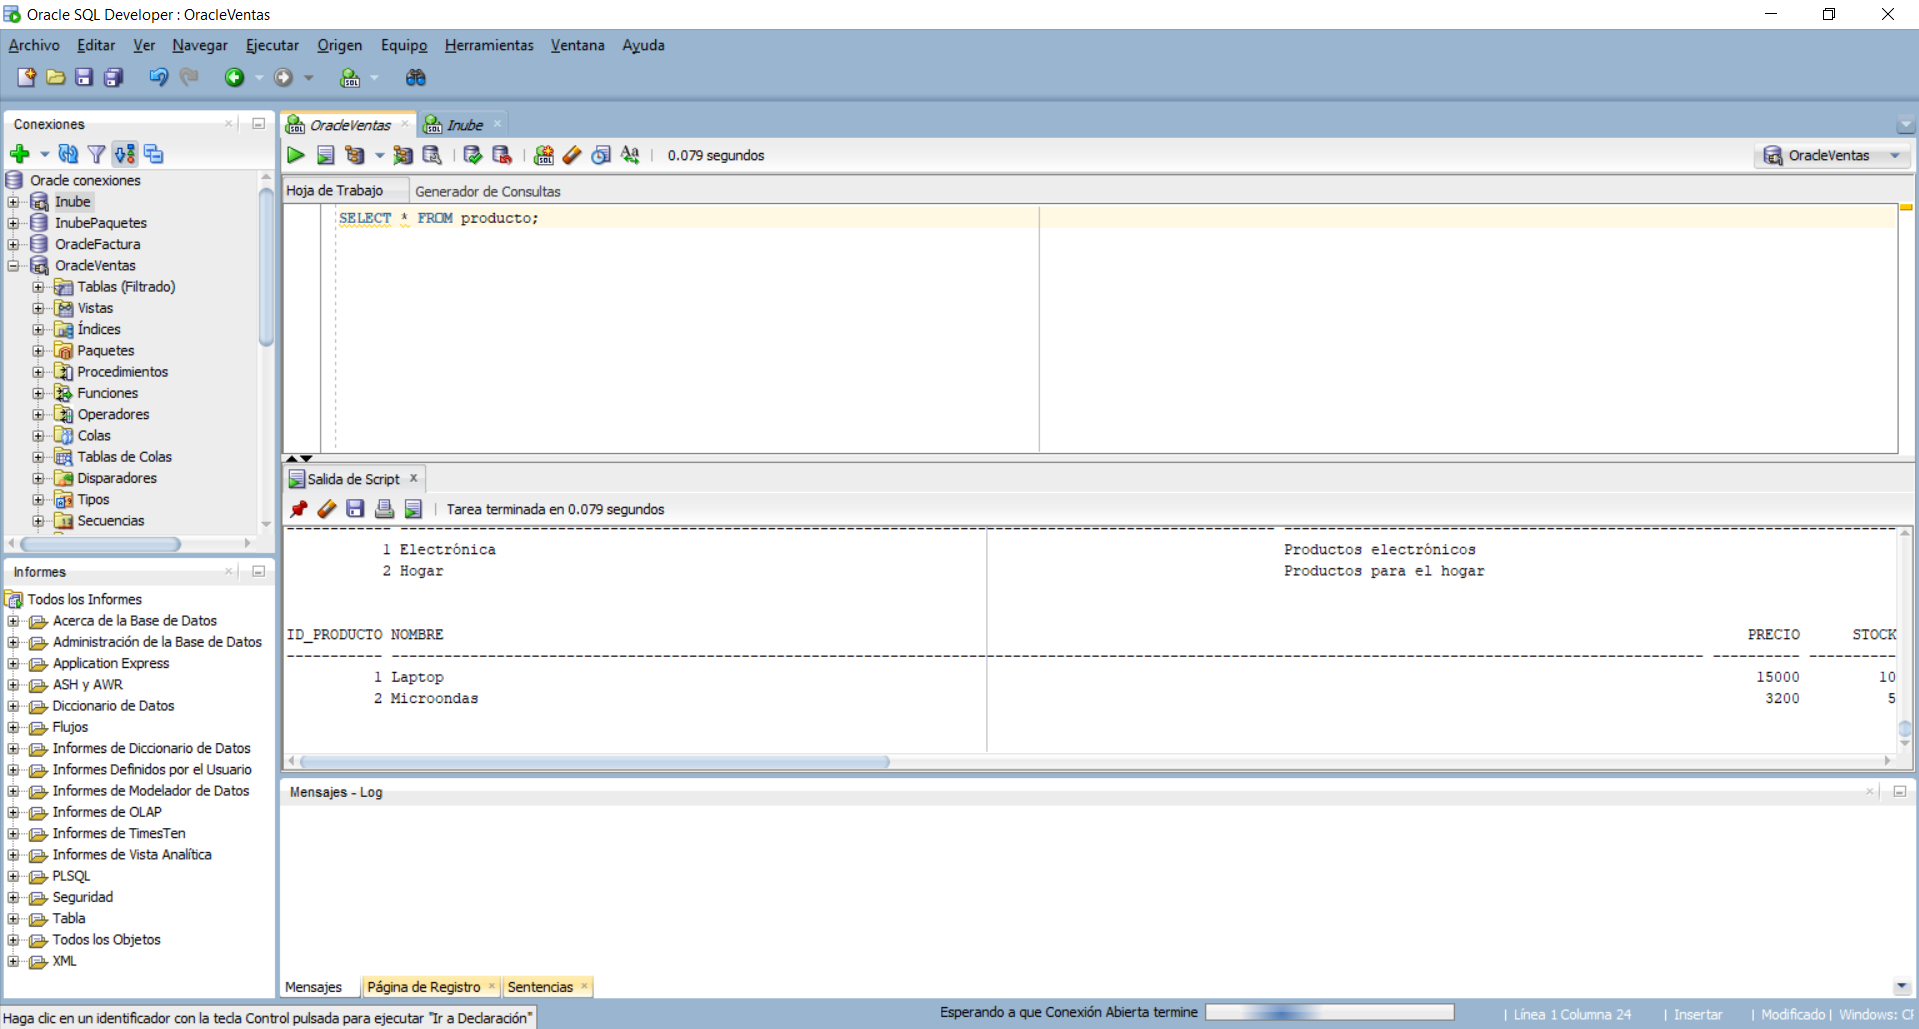 Oracle SQL Developer : OracleVentas
Archivo Editar Ver Navegar Ejecutar Origen Equipo Herramientas Ventana Ayuda
Conexiones
Oracle conexiones
Inube
InubePaquetes
OracleFactura
OracleVentas
Tablas (Filtrado)
Vistas
Índices
Paquetes
Procedimientos
Funciones
Operadores
Colas
Tablas de Colas
Disparadores
Tipos
Secuencias
Informes
Todos los Informes
Acerca de la Base de Datos
Administración de la Base de Datos
Application Express
ASH y AWR
Diccionario de Datos
Flujos
Informes de Diccionario de Datos
Informes Definidos por el Usuario
Informes de Modelador de Datos
Informes de OLAP
Informes de TimesTen
Informes de Vista Analítica
PLSQL
Seguridad
Tabla
Todos los Objetos
XML
OracleVentas Inube
0.079 segundos OracleVentas
Hoja de Trabajo Generador de Consultas
SELECT * FROM producto;
Salida de Script
Tarea terminada en 0.079 segundos
1 Electrónica Productos electrónicos
2 Hogar Productos para el hogar
ID_PRODUCTO NOMBRE PRECIO STOCK
1 Laptop 15000 10
2 Microondas 3200 5
Mensajes - Log
Mensajes Página de Registro Sentencias
Haga clic en un identificador con la tecla Control pulsada para ejecutar "Ir a Declaración"
Esperando a que Conexión Abierta termine
| Línea 1 Columna 24 | Insertar | Modificado | Windows: